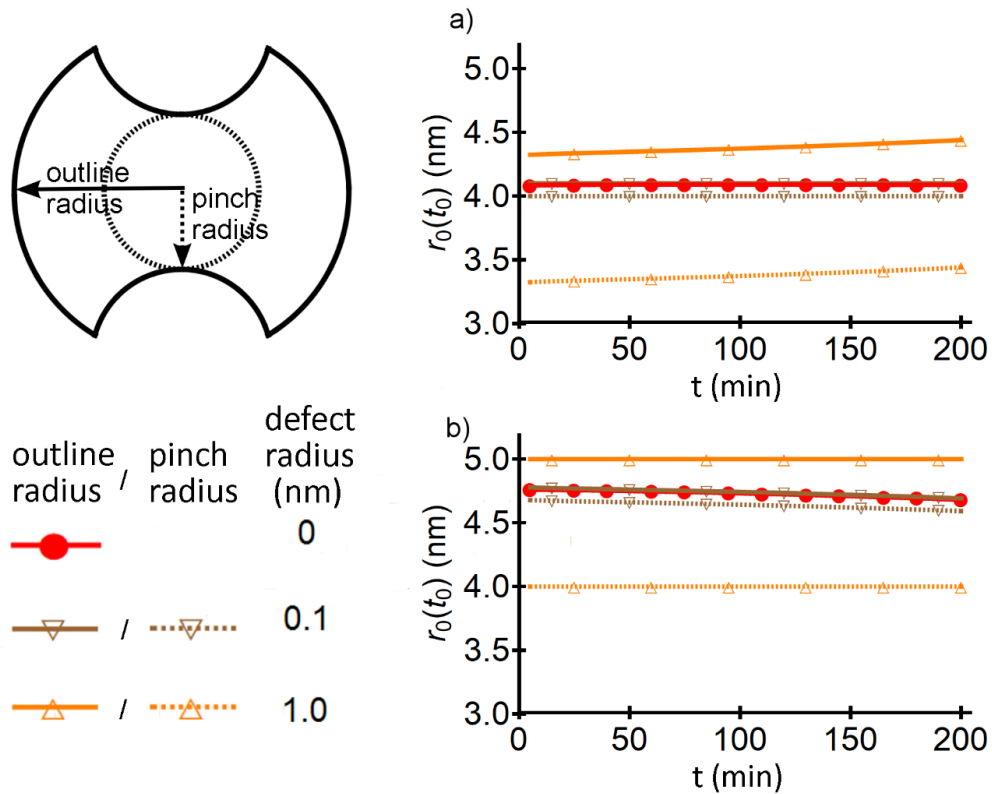 outline
radius
pinch
radius
a)
5.0
4.5
4.0
3.5
3.0
r₀(t₀) (nm)
0 50 100 150 200
t (min)
outline
radius
/
pinch
radius
defect
radius
(nm)
0
/ 0.1
/ 1.0
b)
5.0
4.5
4.0
3.5
3.0
r₀(t₀) (nm)
0 50 100 150 200
t (min)